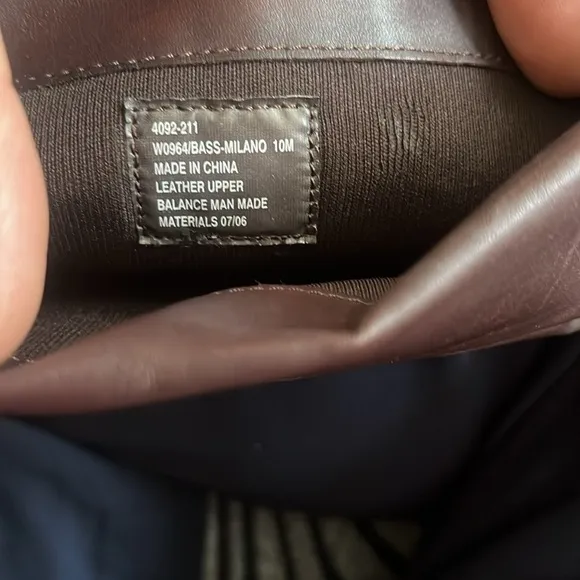 4092-211
W0964/BASS-MILANO 10M
MADE IN CHINA
LEATHER UPPER
BALANCE MAN MADE
MATERIALS 07/06